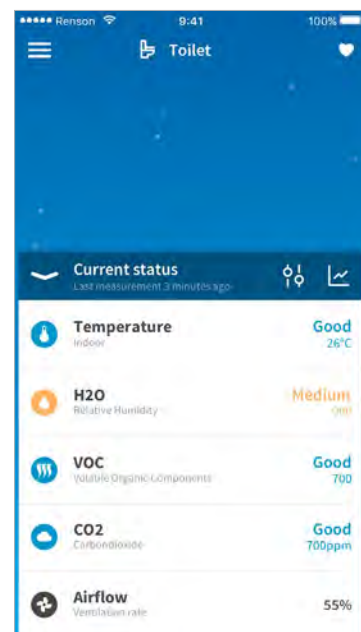 Renson 9:41 100%
Toilet
Current status
Last measurement 3 minutes ago
Temperature
Indoor
Good
26°C
H2O
Relative Humidity
Medium
VOC
Volatile Organic Components
Good
700
CO2
Carbondioxide
Good
700ppm
Airflow
Ventilation rate
55%